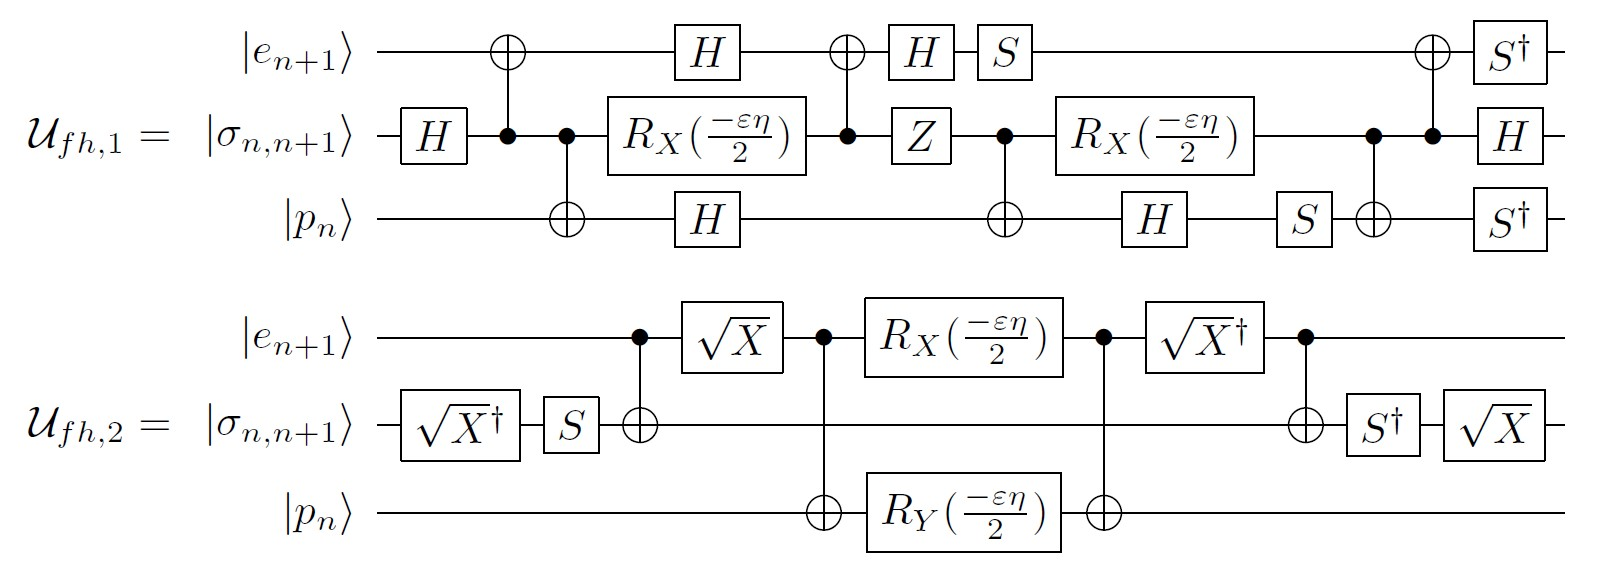 |e_{n+1}⟩ H H S S†
𝒰_{fh,1} = |σ_{n,n+1}⟩ H R_X(−εη/2) Z R_X(−εη/2) H
|p_n⟩ H H S S†
|e_{n+1}⟩ √X R_X(−εη/2) √X†
𝒰_{fh,2} = |σ_{n,n+1}⟩ √X† S S† √X
|p_n⟩ R_Y(−εη/2)